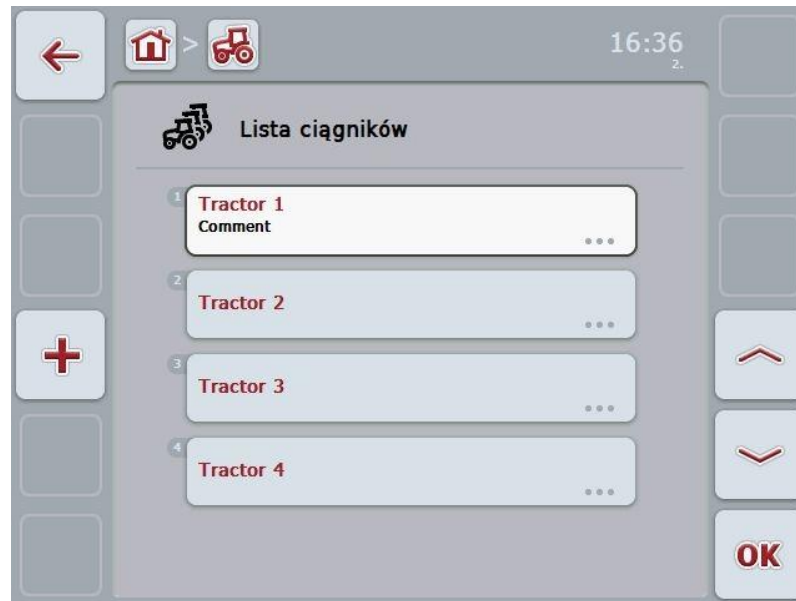 16:36
2.
Lista ciągników
1
Tractor 1
Comment
2
Tractor 2
3
Tractor 3
4
Tractor 4
OK